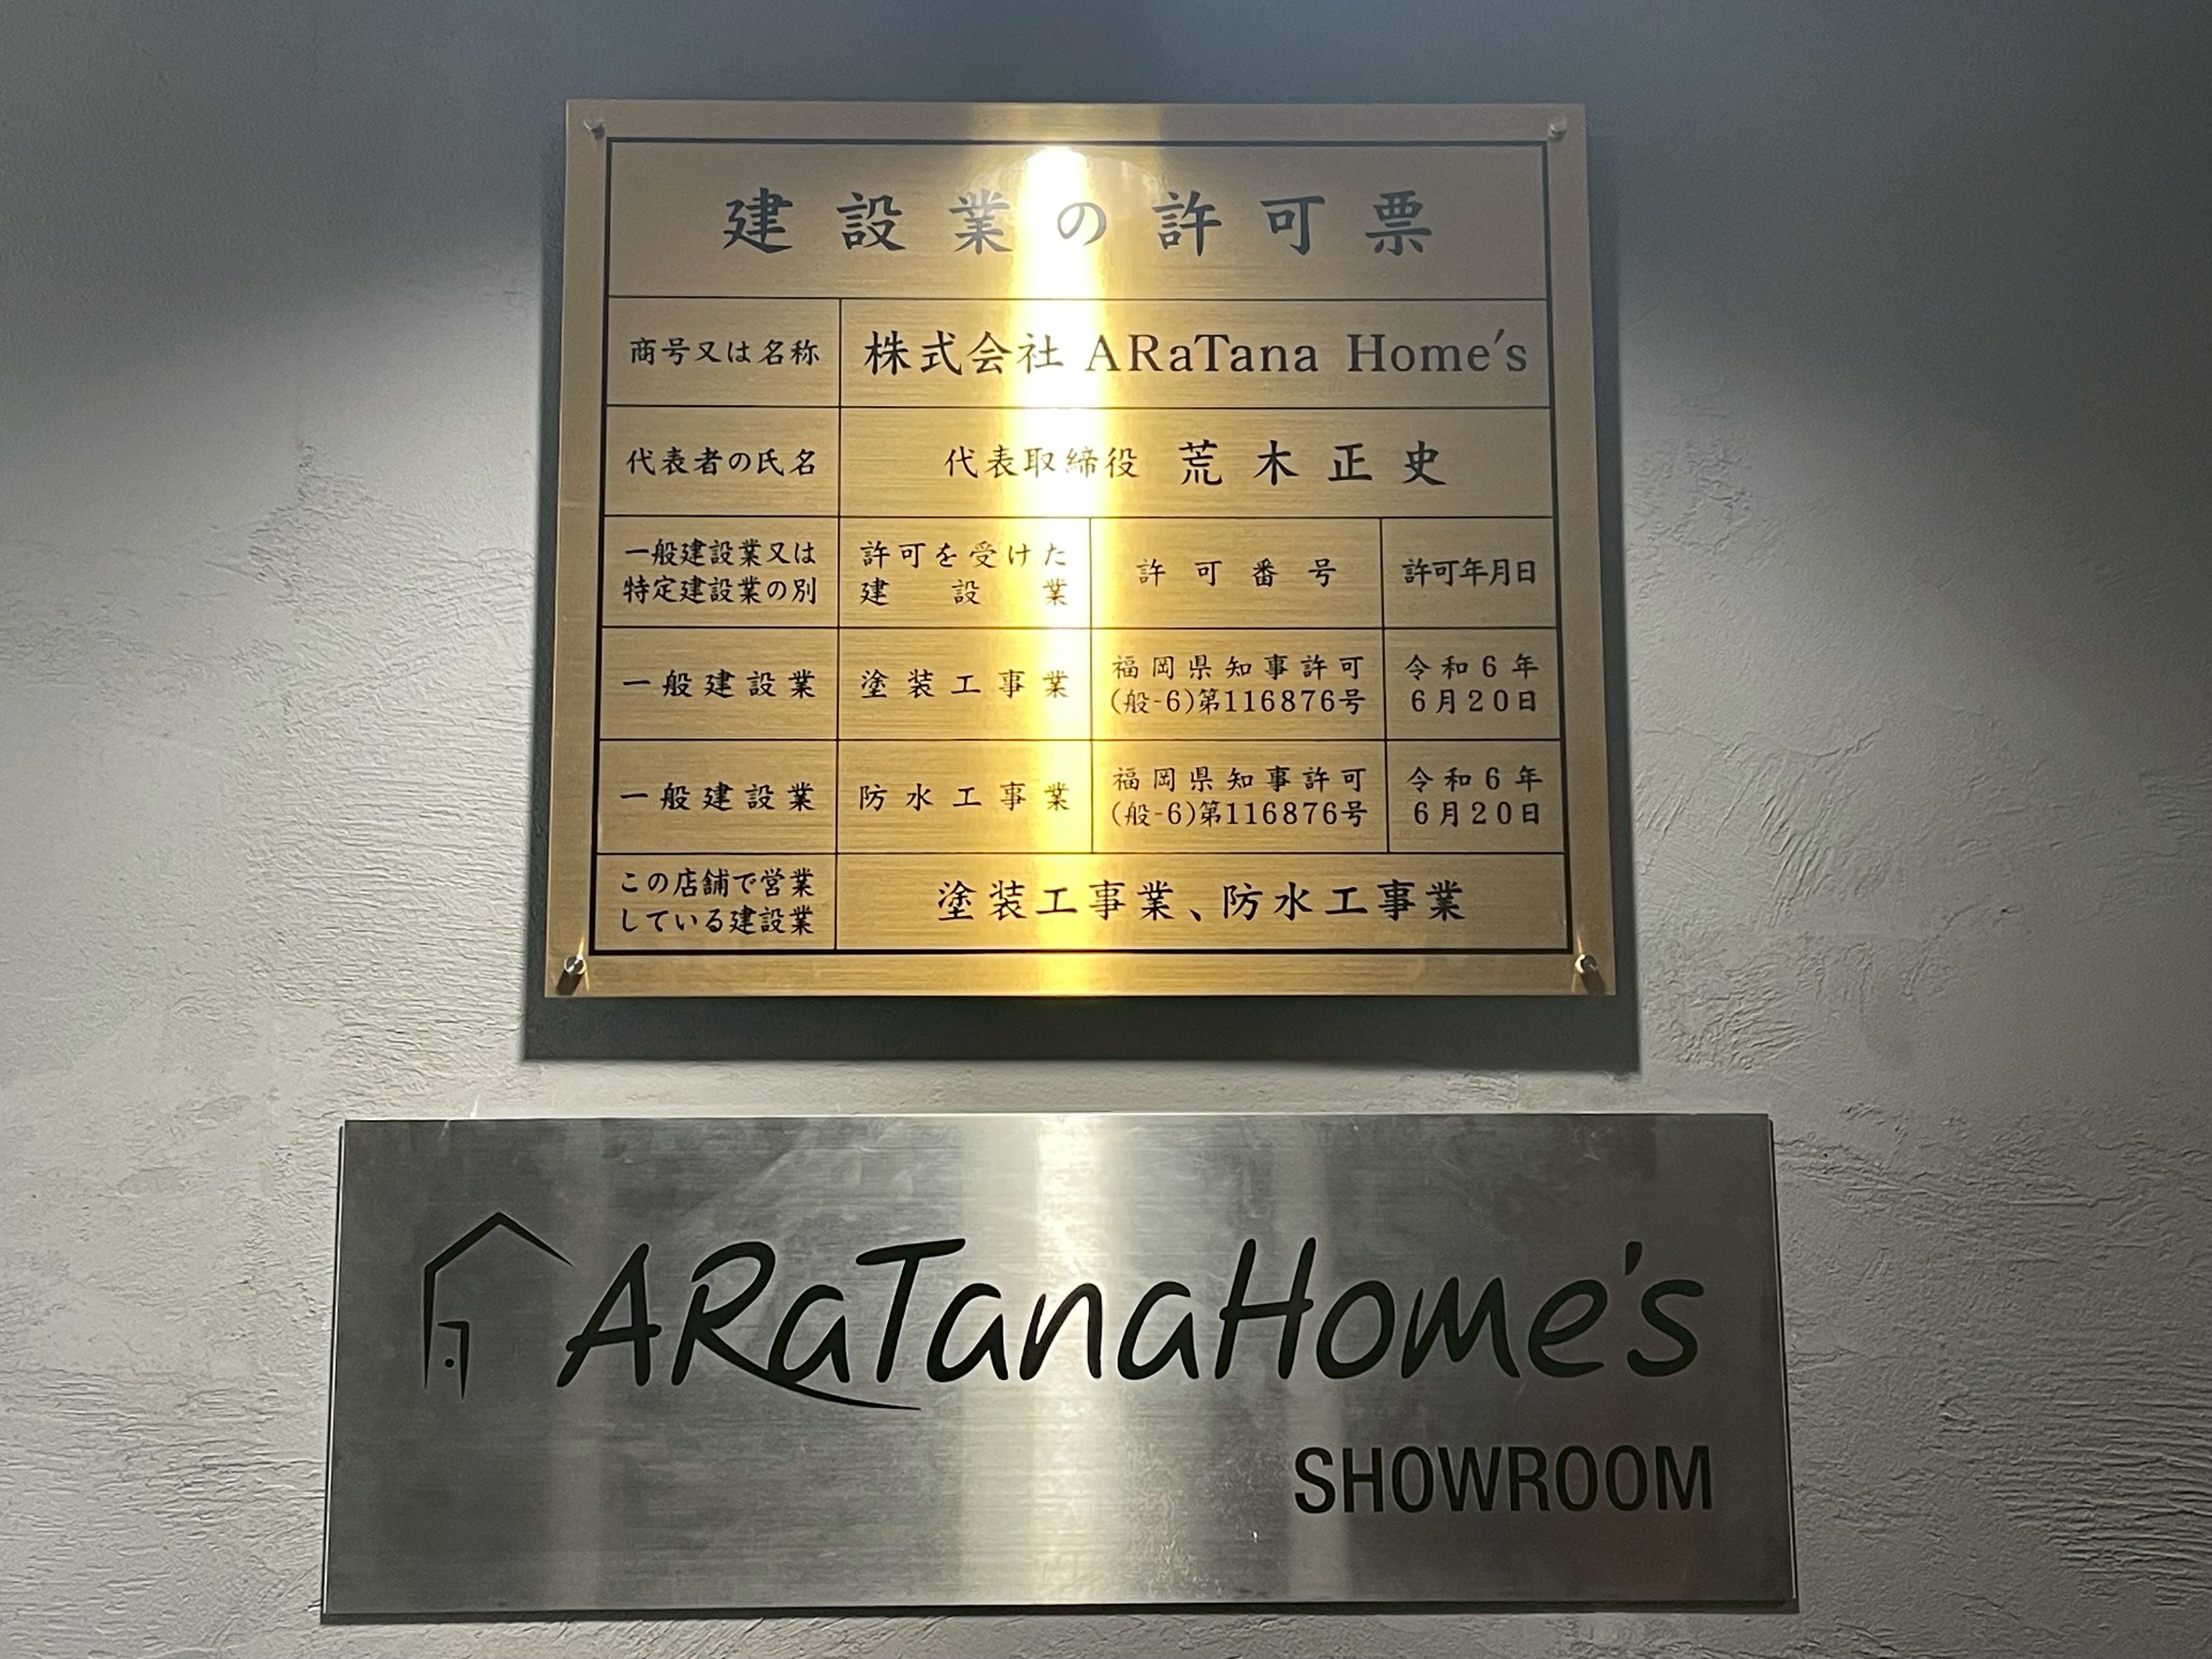 建設業の許可票
商号又は名称
株式会社 ARaTana Home's
代表者の氏名
代表取締役 荒木正史
一般建設業又は
特定建設業の別
許可を受けた
建設業
許可番号
許可年月日
一般建設業
塗装工事業
福岡県知事許可
(般-6)第116876号
令和6年
6月20日
一般建設業
防水工事業
福岡県知事許可
(般-6)第116876号
令和6年
6月20日
この店舗で営業
している建設業
塗装工事業、防水工事業
ARaTanaHome's
SHOWROOM